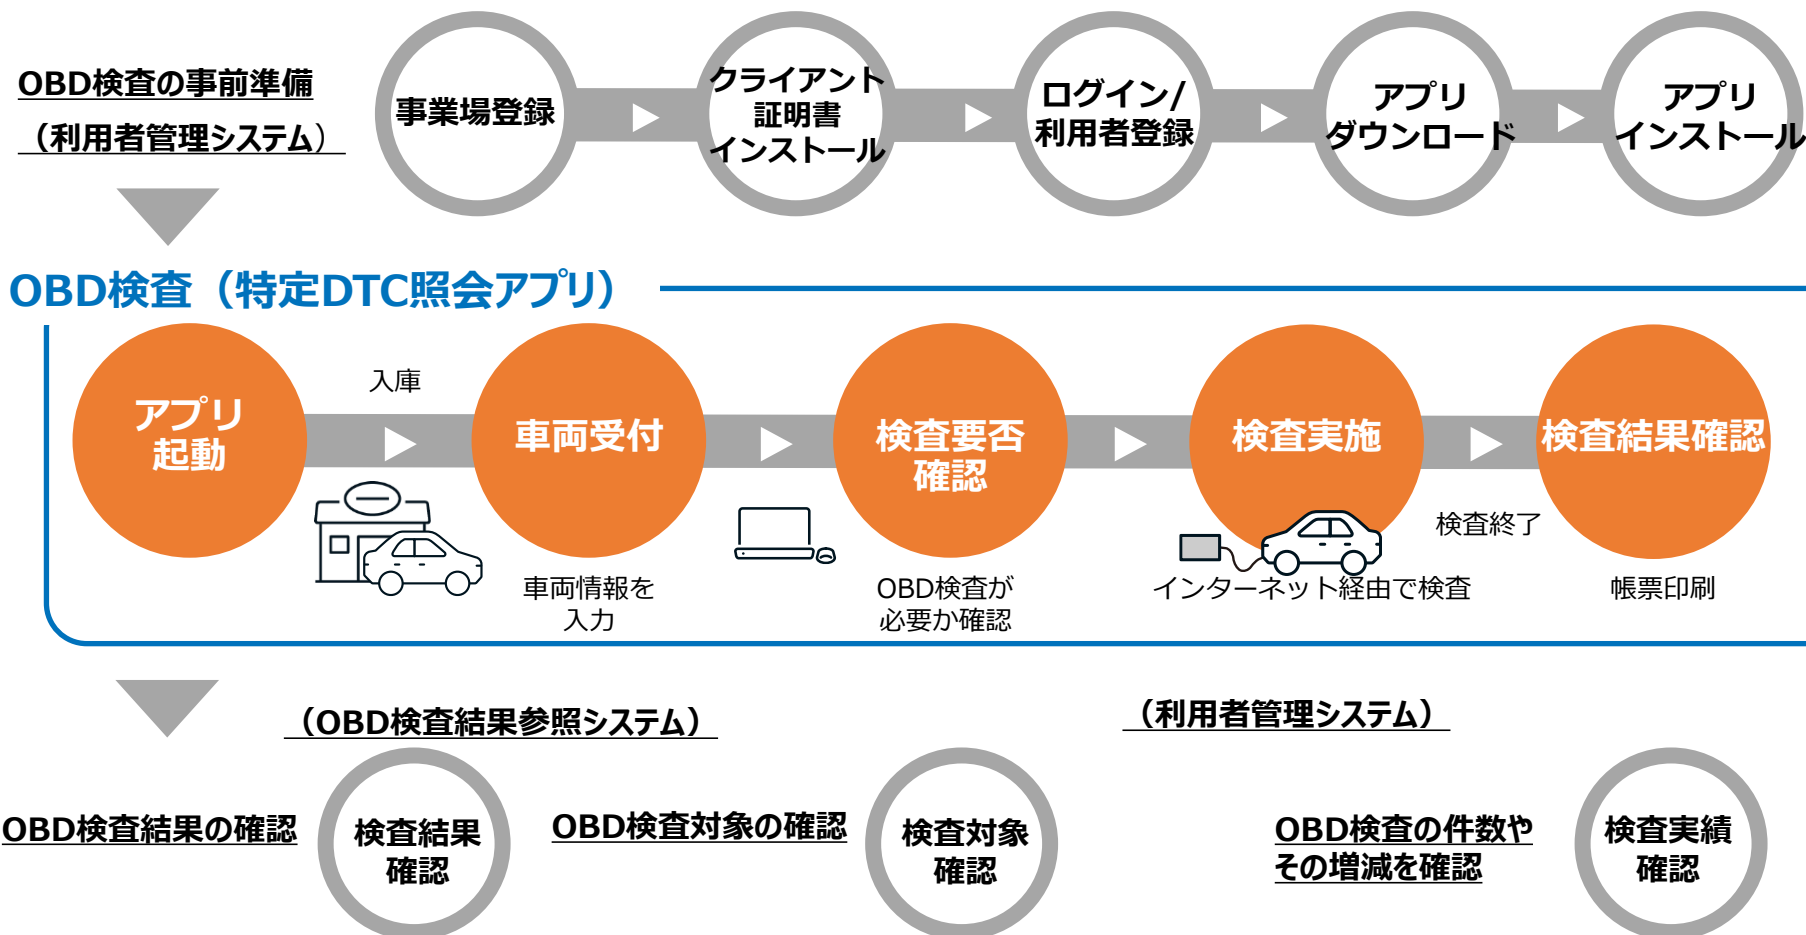 OBD検査の事前準備
（利用者管理システム）
事業場登録
クライアント
証明書
インストール
ログイン/
利用者登録
アプリ
ダウンロード
アプリ
インストール
OBD検査（特定DTC照会アプリ）
アプリ
起動
入庫
車両受付
車両情報を
入力
検査要否
確認
OBD検査が
必要か確認
検査実施
インターネット経由で検査
検査終了
検査結果確認
帳票印刷
（OBD検査結果参照システム）
（利用者管理システム）
OBD検査結果の確認
検査結果
確認
OBD検査対象の確認
検査対象
確認
OBD検査の件数や
その増減を確認
検査実績
確認